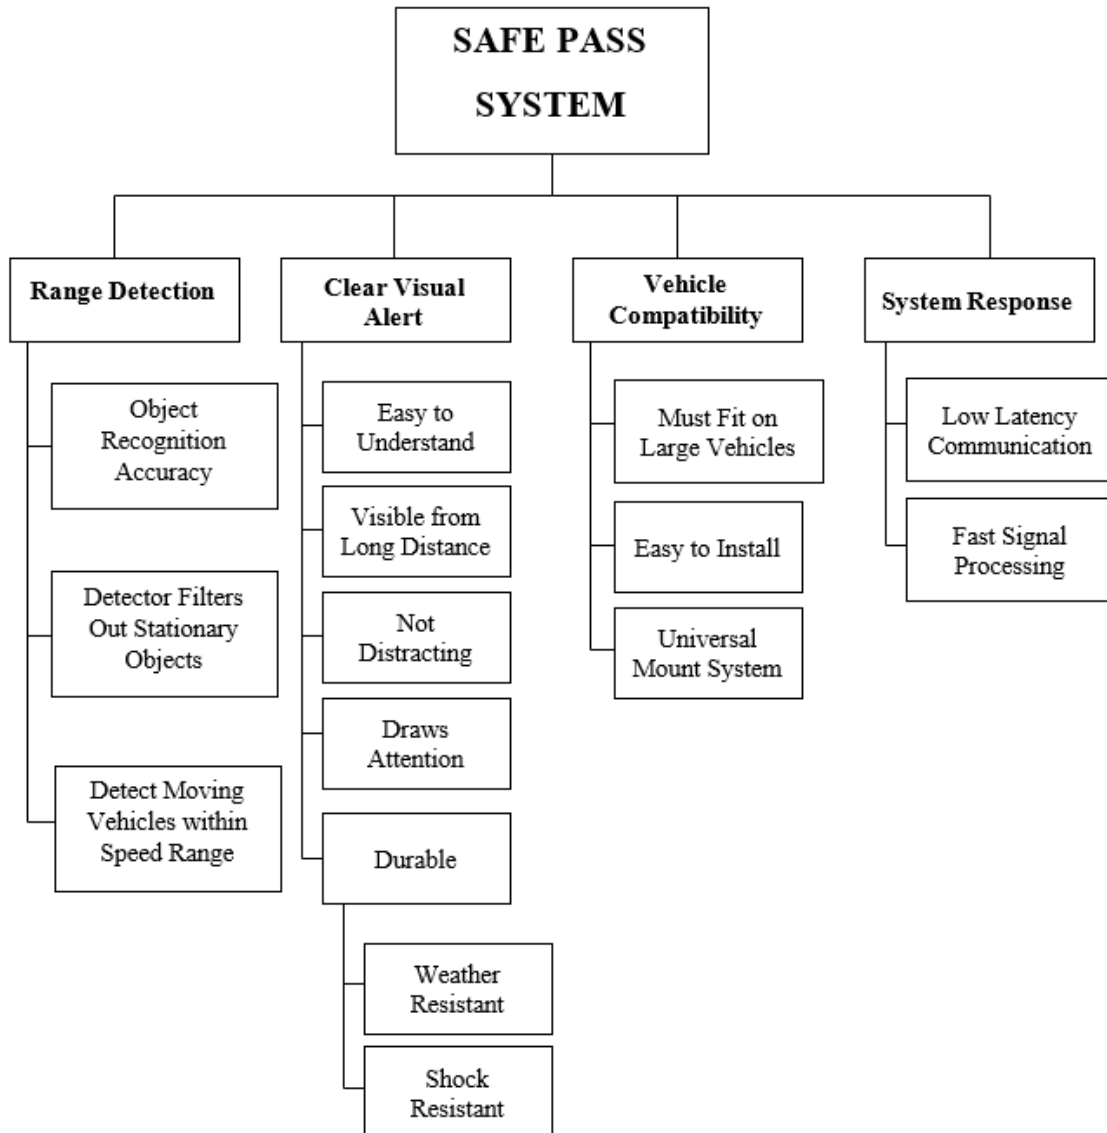 SAFE PASS
SYSTEM
Range Detection
Object
Recognition
Accuracy
Detector Filters
Out Stationary
Objects
Detect Moving
Vehicles within
Speed Range
Clear Visual
Alert
Easy to
Understand
Visible from
Long Distance
Not
Distracting
Draws
Attention
Durable
Weather
Resistant
Shock
Resistant
Vehicle
Compatibility
Must Fit on
Large Vehicles
Easy to Install
Universal
Mount System
System Response
Low Latency
Communication
Fast Signal
Processing